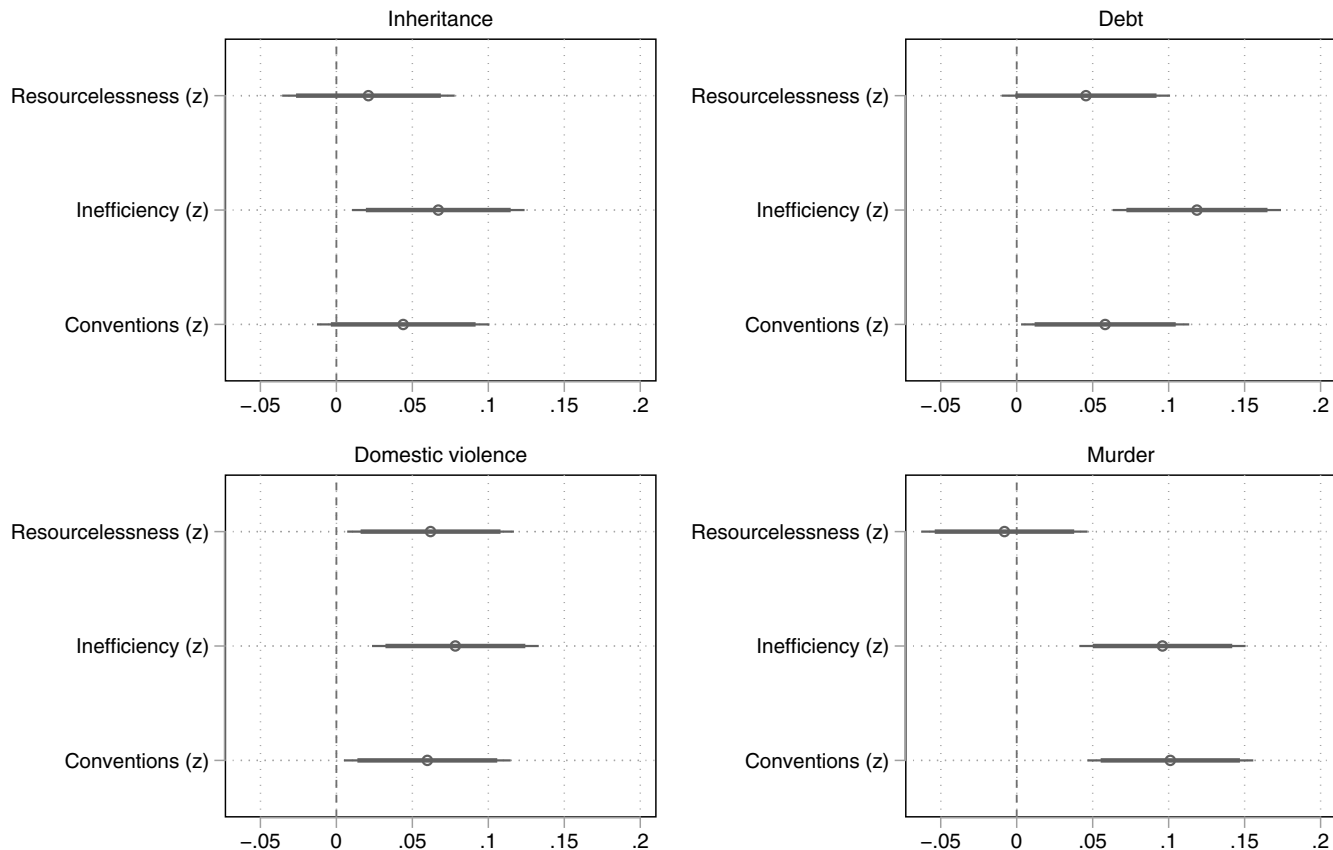 Inheritance
Resourcelessness (z)
Inefficiency (z)
Conventions (z)
−.05 0 .05 .1 .15 .2
Debt
Resourcelessness (z)
Inefficiency (z)
Conventions (z)
−.05 0 .05 .1 .15 .2
Domestic violence
Resourcelessness (z)
Inefficiency (z)
Conventions (z)
−.05 0 .05 .1 .15 .2
Murder
Resourcelessness (z)
Inefficiency (z)
Conventions (z)
−.05 0 .05 .1 .15 .2